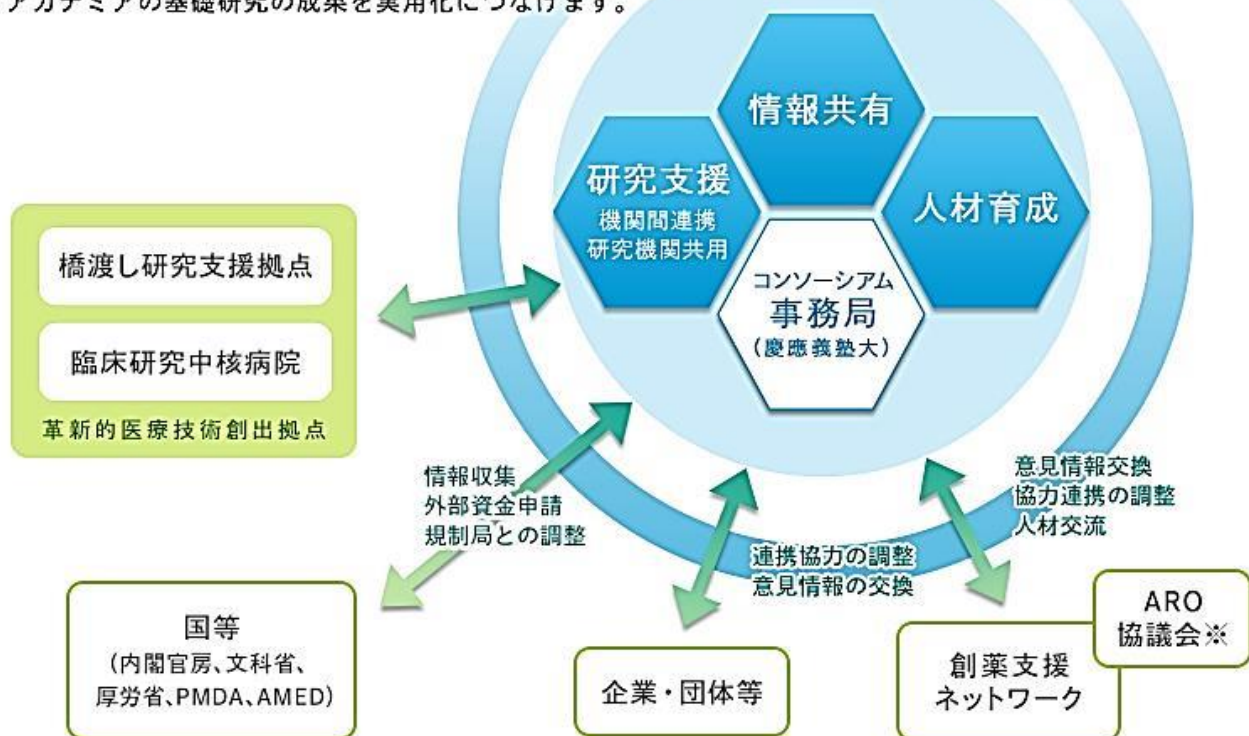 アカデミアの基礎研究の成果を実用化につなげます。
情報共有
研究支援
機関間連携
研究機関共用
人材育成
コンソーシアム
事務局
(慶應義塾大)
橋渡し研究支援拠点
臨床研究中核病院
革新的医療技術創出拠点
情報収集
外部資金申請
規制局との調整
連携協力の調整
意見情報の交換
意見情報交換
協力連携の調整
人材交流
国等
(内閣官房、文科省、
厚労省、PMDA、AMED)
企業・団体等
創薬支援
ネットワーク
ARO
協議会※